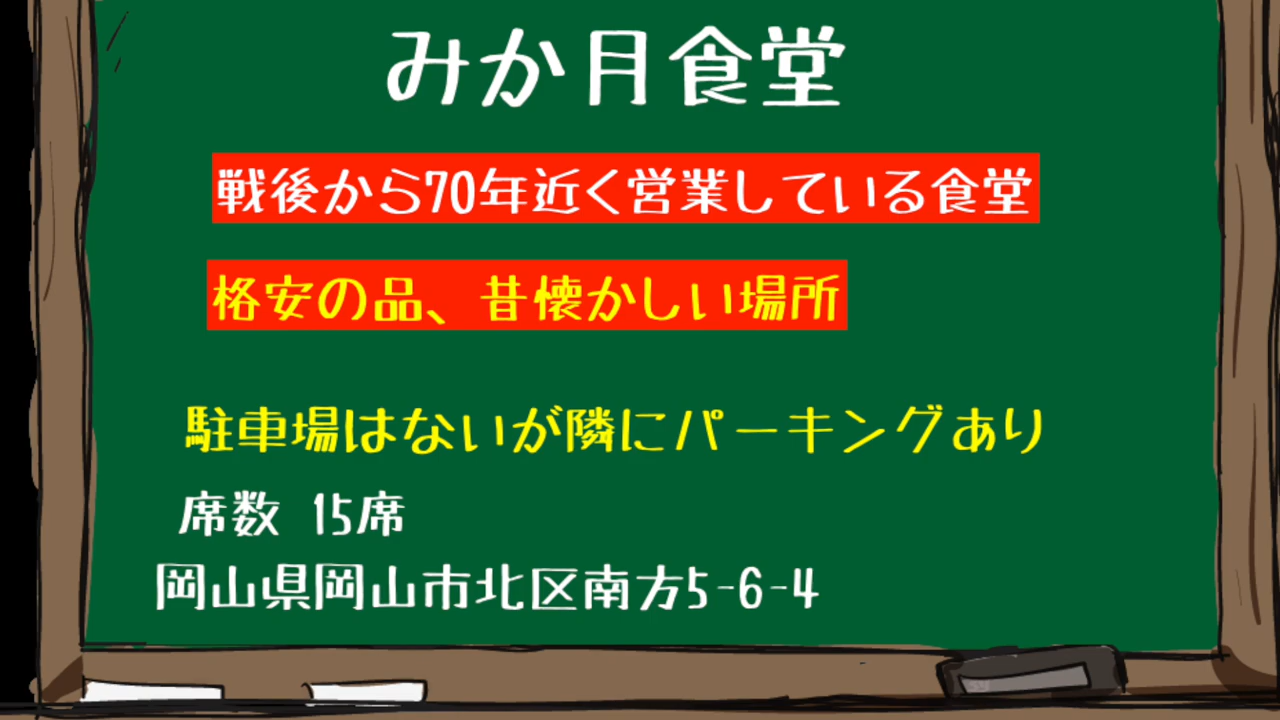 みか月食堂
戦後から70年近く営業している食堂
格安の品、昔懐かしい場所
駐車場はないが隣にパーキングあり
席数 15席
岡山県岡山市北区南方5-6-4